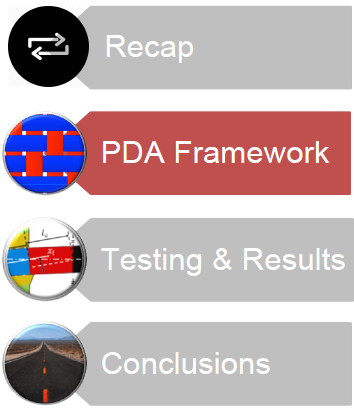 Recap
PDA Framework
Testing & Results
Conclusions